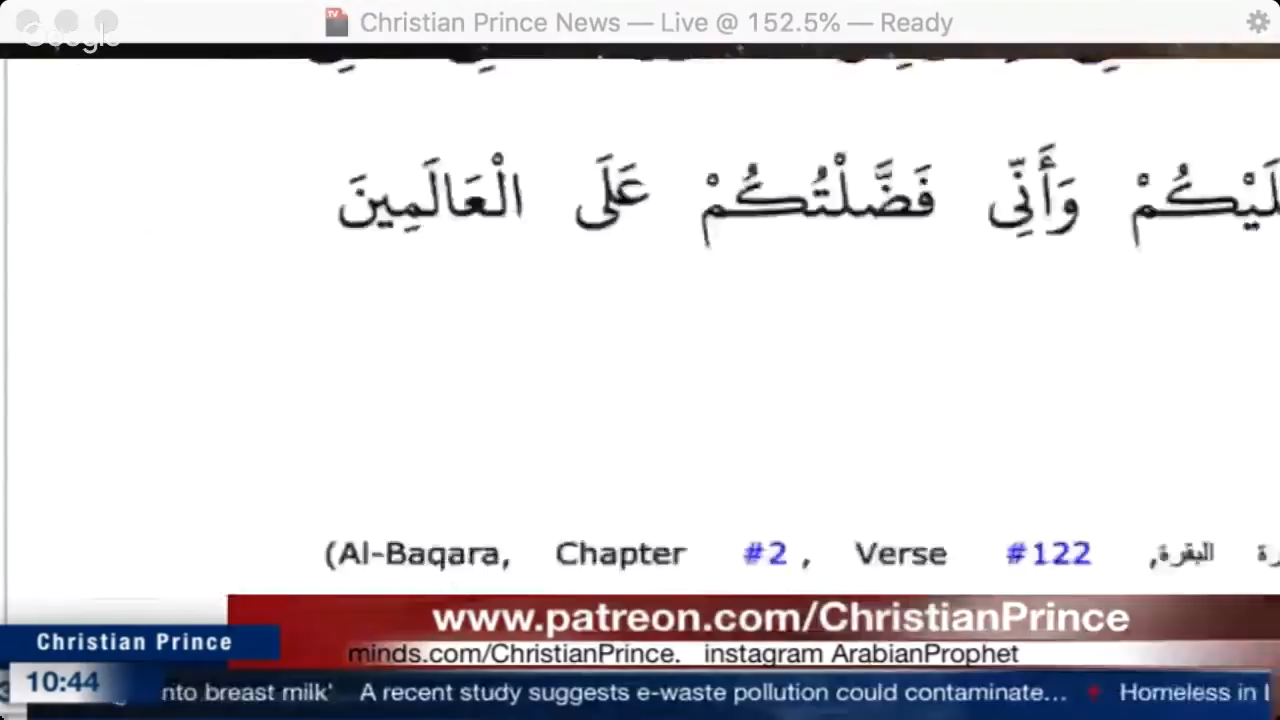 Google
Christian Prince News — Live @ 152.5% — Ready
وَأَنِّى فَضَّلْتُكُمْ عَلَى الْعَالَمِينَ
(Al-Baqara, Chapter #2, Verse #122 البقرة,
www.patreon.com/ChristianPrince
Christian Prince
minds.com/ChristianPrince. instagram ArabianProphet
10:44
nto breast milk' A recent study suggests e-waste pollution could contaminate... Homeless in